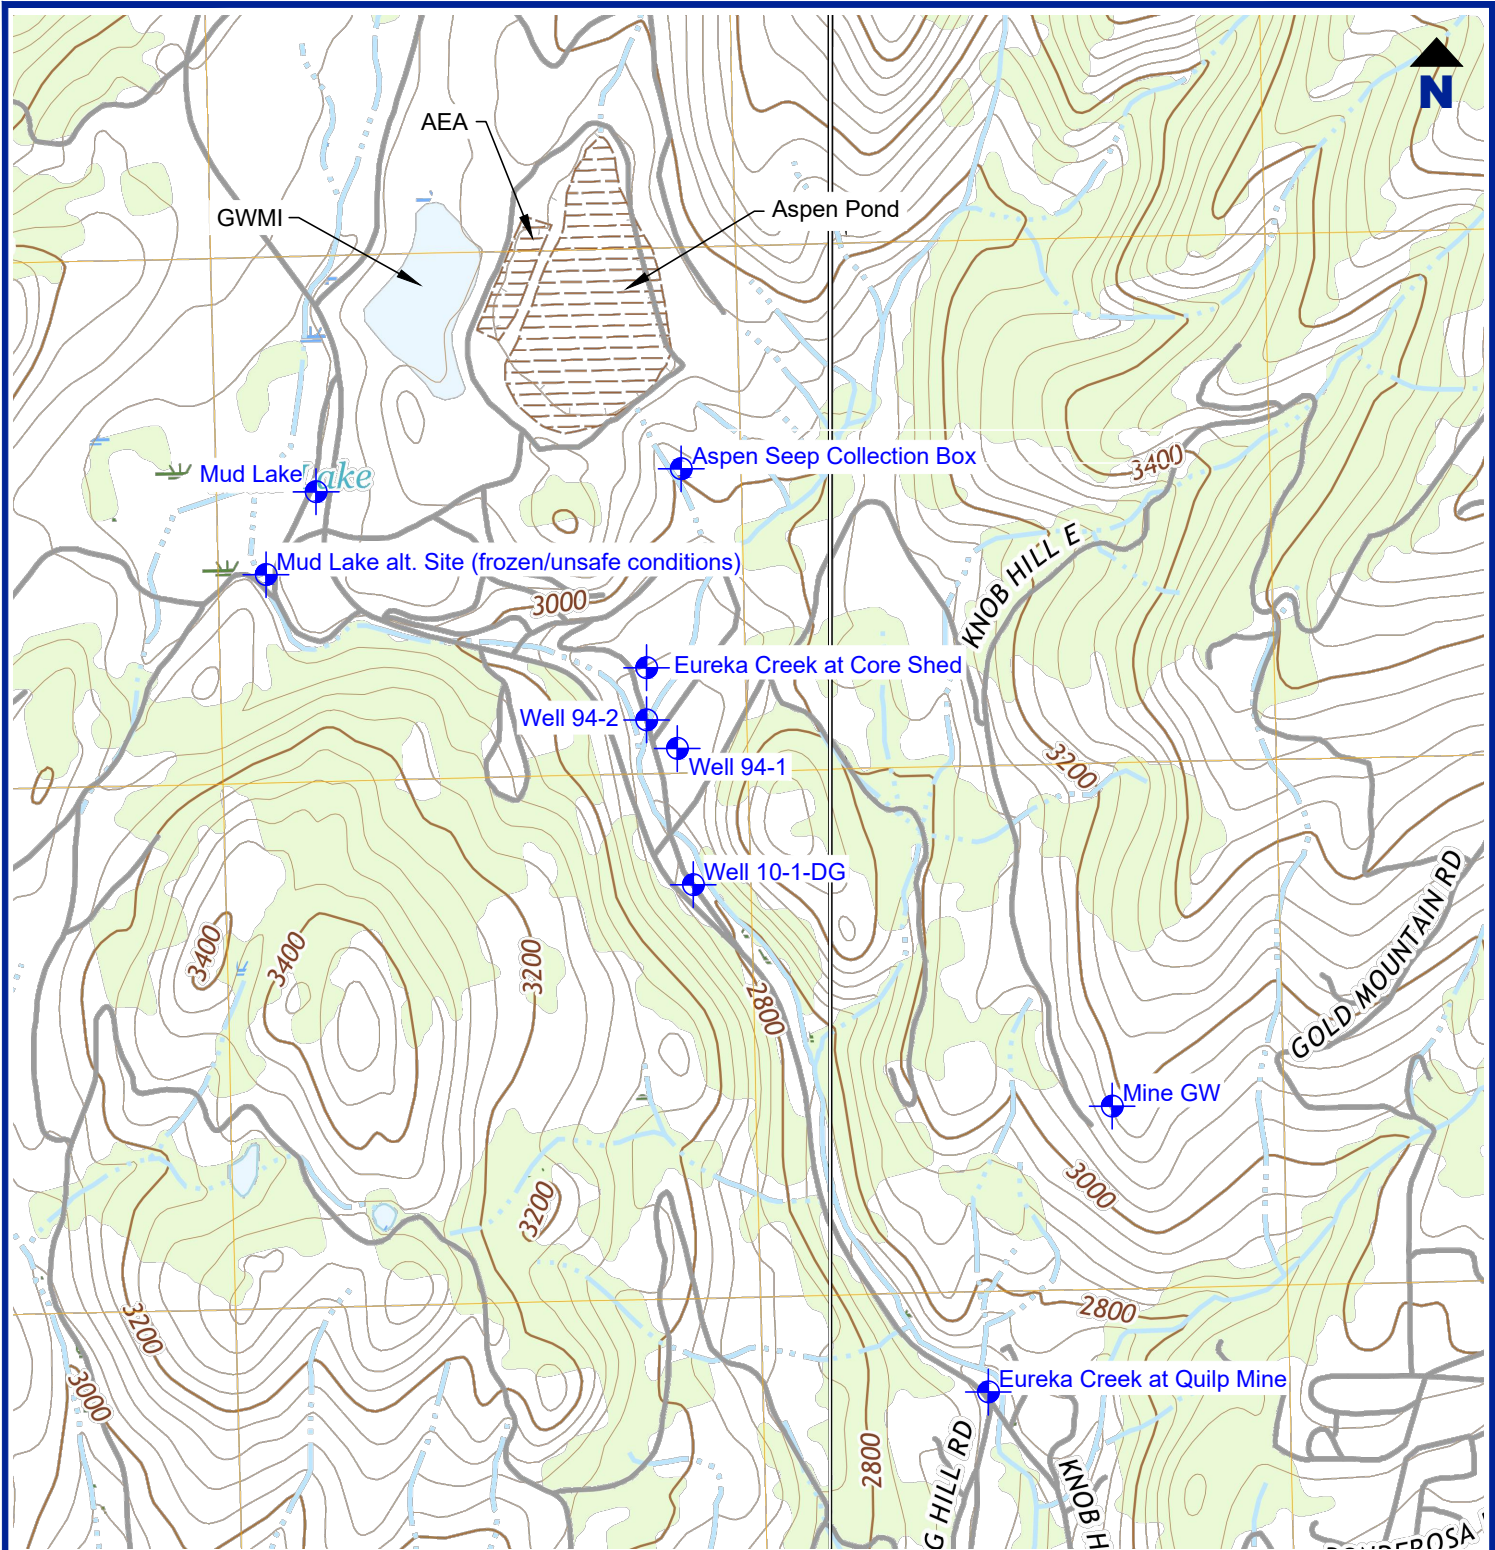 N
AEA
GWMI
Aspen Pond
3400
Aspen Seep Collection Box
Mud Lake
ake
KNOB HILL E
Mud Lake alt. Site (frozen/unsafe conditions)
3000
Eureka Creek at Core Shed
Well 94-2
3200
Well 94-1
Well 10-1-DG
GOLD MOUNTAIN RD
3400
3400
3200
2800
Mine GW
3000
3200
2800
3200
3000
Eureka Creek at Quilp Mine
2800
G HILL RD
KNOB H